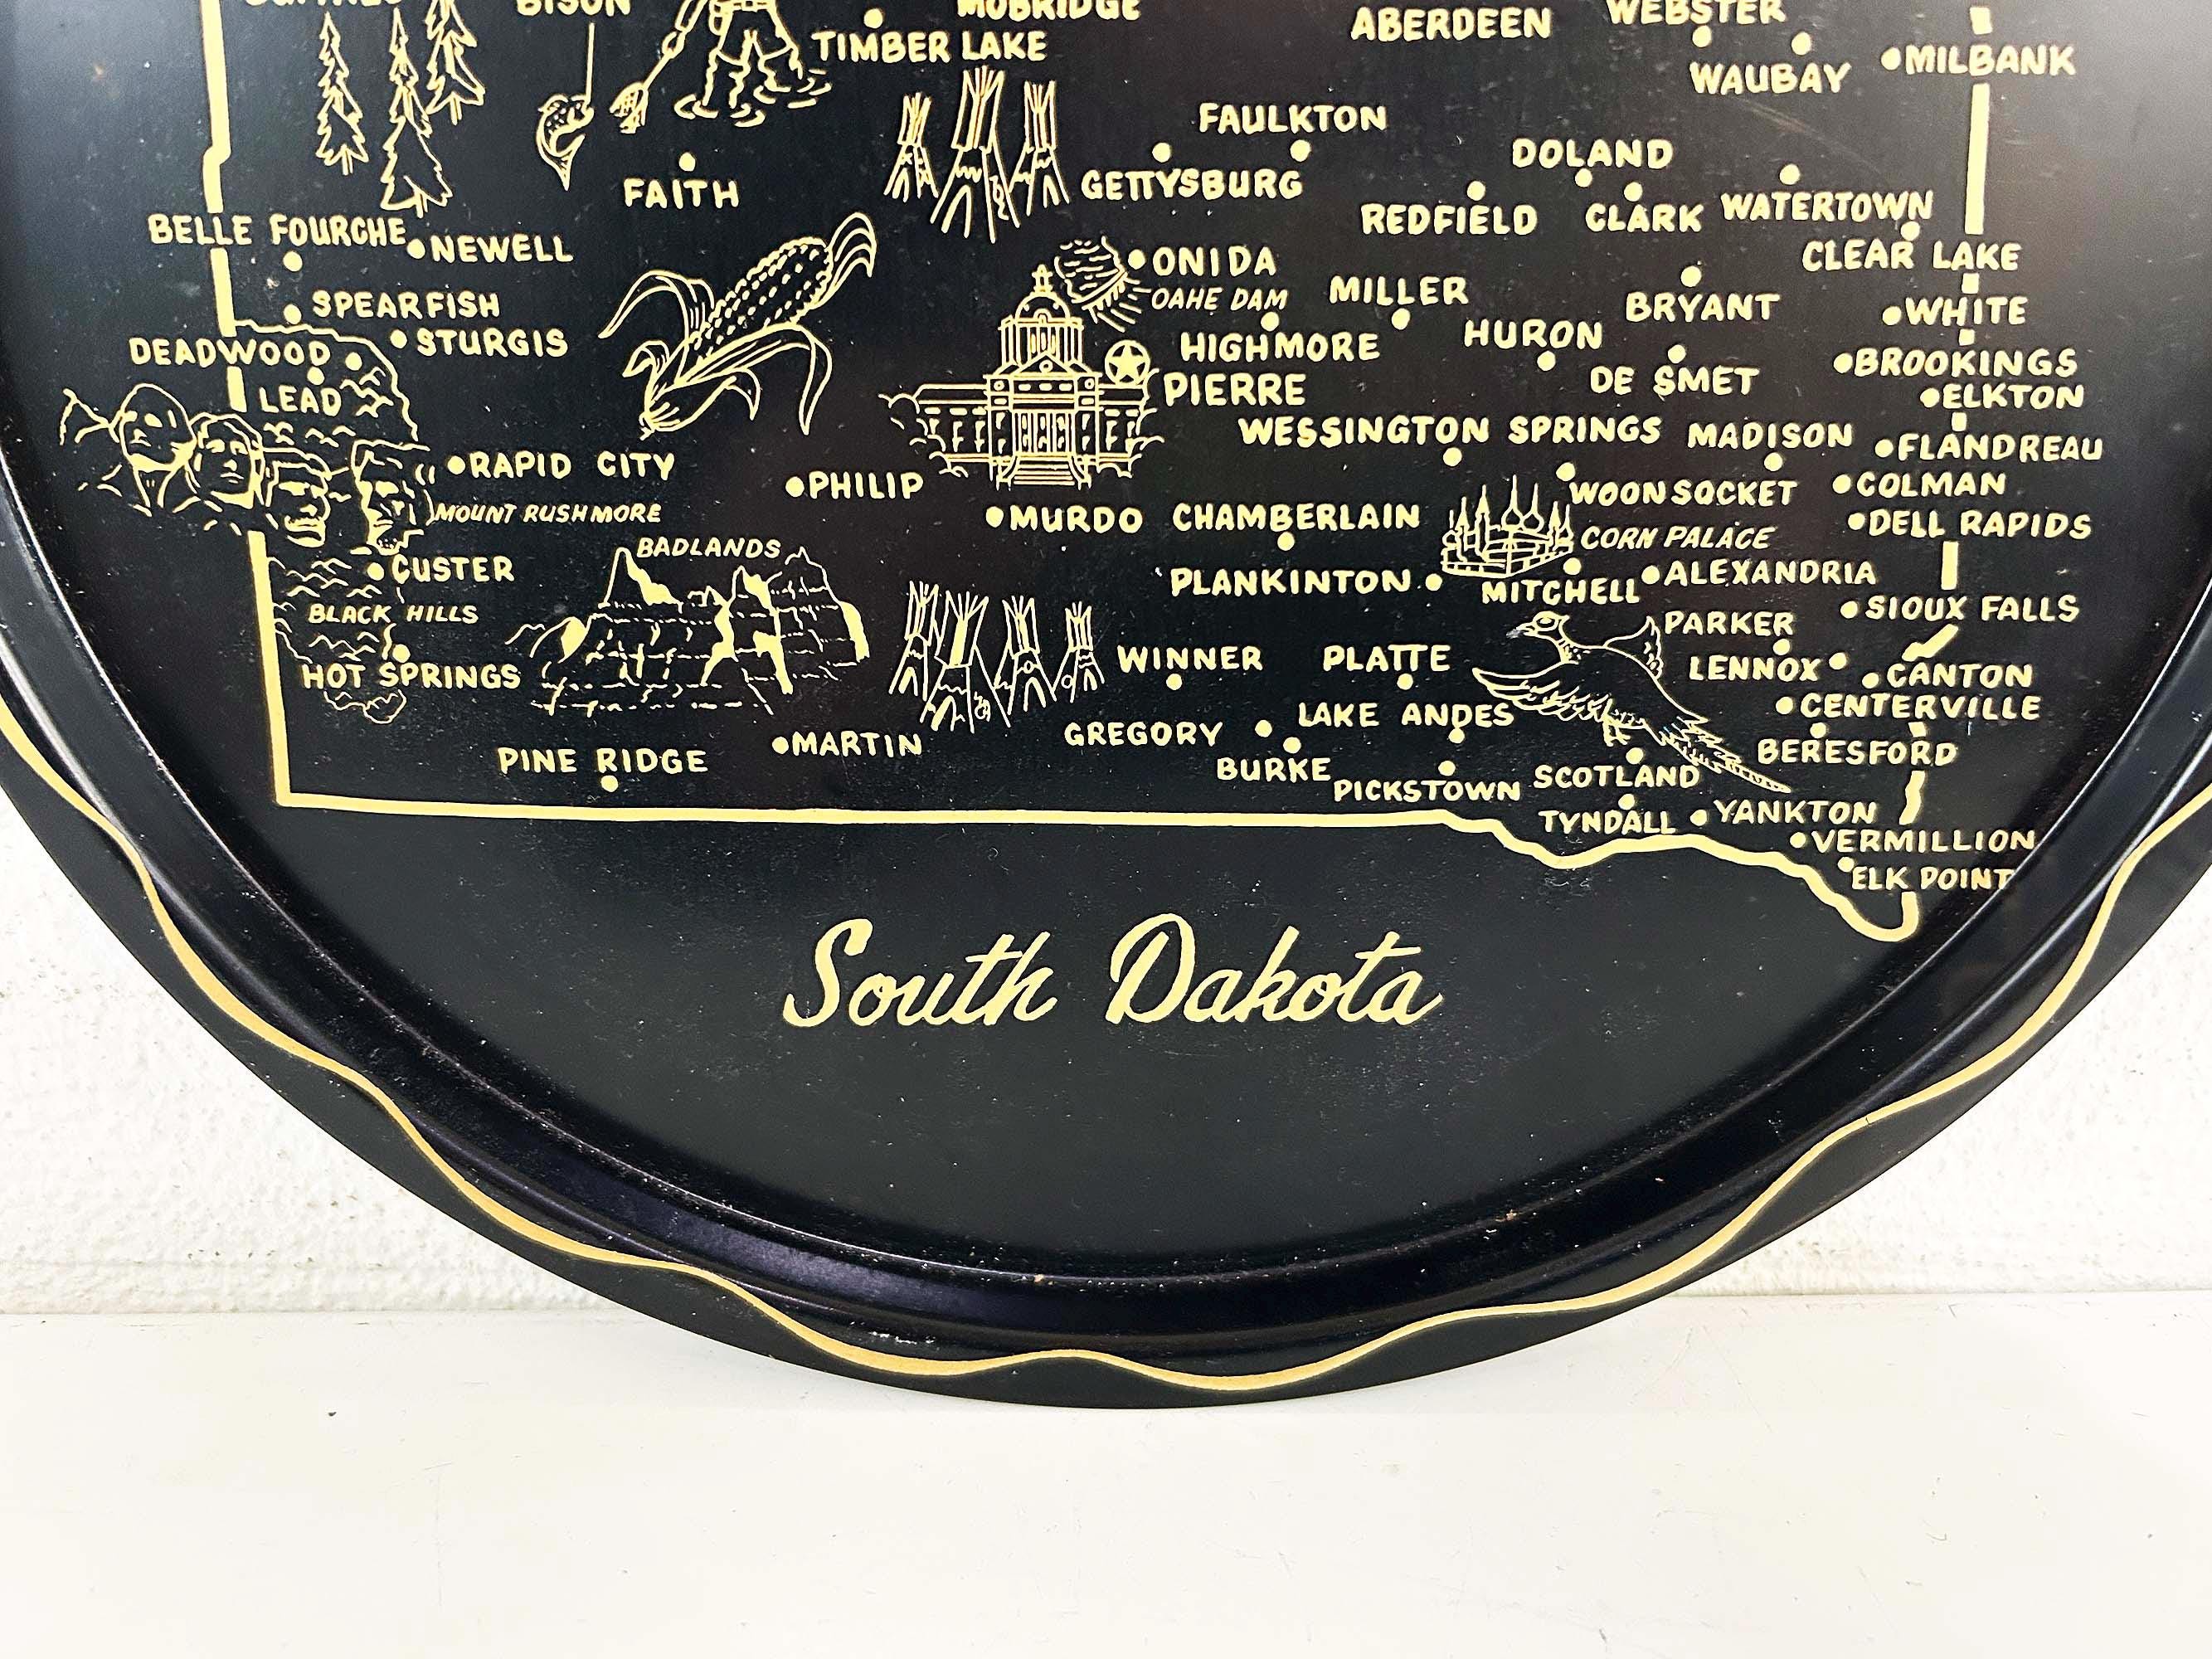 BUFFALO
BISON
MOBRIDGE
ABERDEEN
WEBSTER
TIMBER LAKE
MILBANK
WAUBAY
FAULKTON
DOLAND
FAITH
GETTYSBURG
REDFIELD
CLARK
WATERTOWN
BELLE FOURCHE
NEWELL
ONIDA
CLEAR LAKE
OAHE DAM
MILLER
BRYANT
WHITE
SPEARFISH
STURGIS
HIGHMORE
HURON
DEADWOOD
BROOKINGS
PIERRE
DE SMET
ELKTON
LEAD
WESSINGTON SPRINGS
MADISON
FLANDREAU
RAPID CITY
PHILIP
WOONSOCKET
COLMAN
MOUNT RUSHMORE
MURDO
CHAMBERLAIN
CORN PALACE
DELL RAPIDS
BADLANDS
CUSTER
PLANKINTON
MITCHELL
ALEXANDRIA
BLACK HILLS
SIOUX FALLS
PARKER
HOT SPRINGS
WINNER
PLATTE
LENNOX
CANTON
CENTERVILLE
LAKE ANDES
GREGORY
MARTIN
BERESFORD
PINE RIDGE
BURKE
PICKSTOWN
SCOTLAND
TYNDALL
YANKTON
VERMILLION
ELK POINT
South Dakota